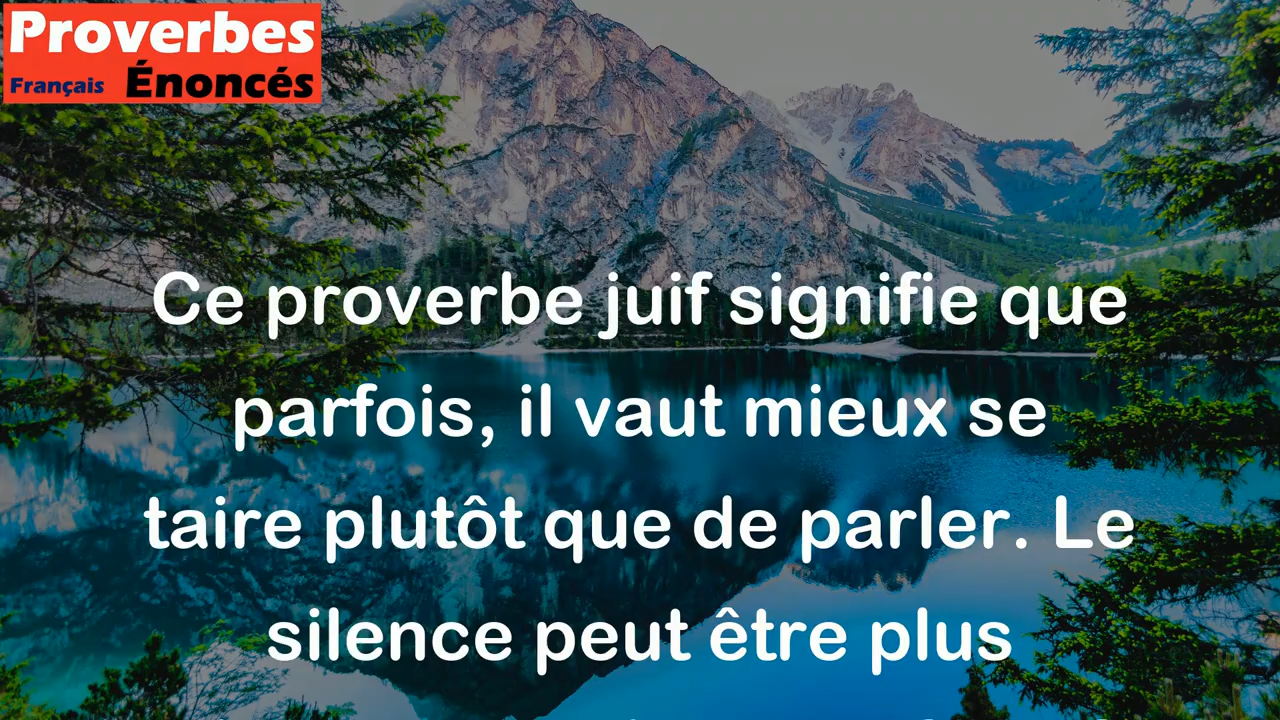 Proverbes
Français Énoncés
Ce proverbe juif signifie que
parfois, il vaut mieux se
taire plutôt que de parler. Le
silence peut être plus